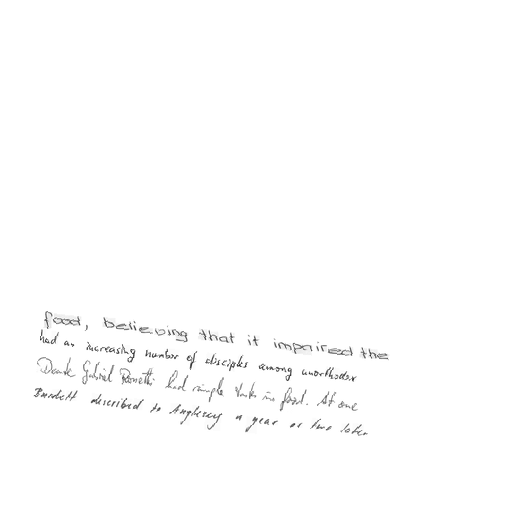 food, believing that it impaired the
had an increasing number of disciples among unorthodox
Dante Gabriel Rossetti had simple tastes in food. At one
Burdett described to Anglesey a year or two later